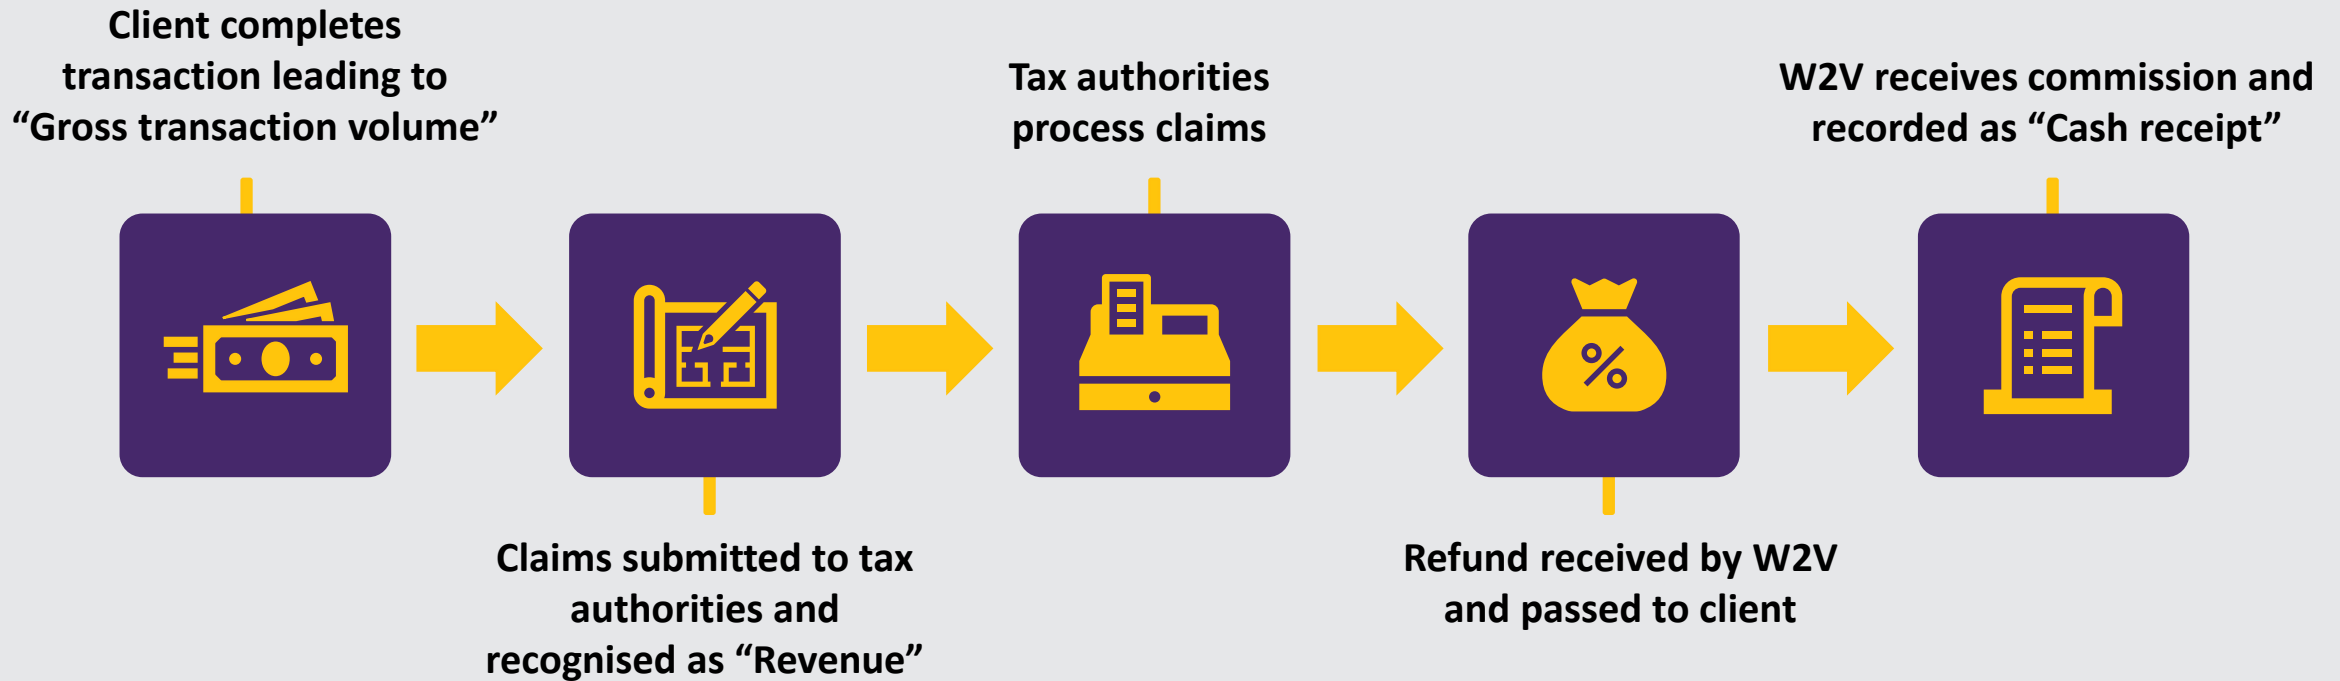 Client completes
transaction leading to
“Gross transaction volume”
Claims submitted to tax
authorities and
recognised as “Revenue”
Tax authorities
process claims
%
Refund received by W2V
and passed to client
W2V receives commission and
recorded as “Cash receipt”